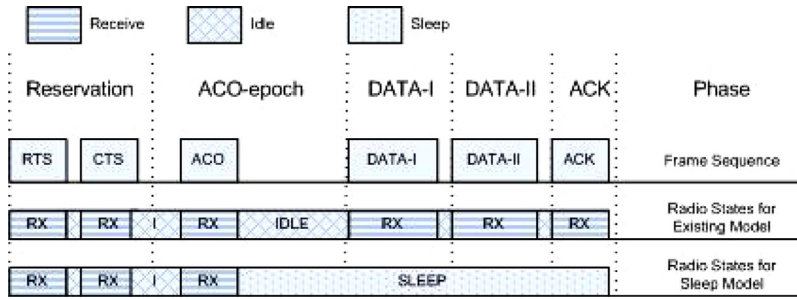 Receive Idle Sleep
Reservation ACO-epoch DATA-I DATA-II ACK Phase
RTS CTS ACO DATA-I DATA-II ACK Frame Sequence
Radio States for
RX RX I RX IDLE RX RX RX Existing Model
Radio States for
RX RX I RX SLEEP Sleep Model